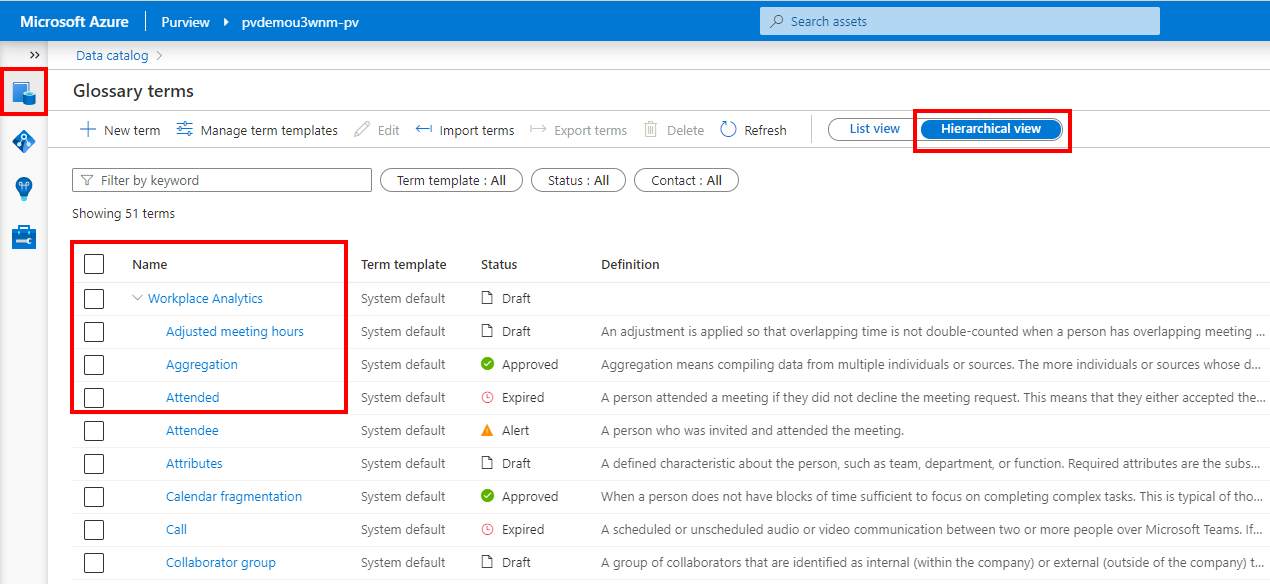 Microsoft Azure Purview pvdemou3wnm-pv Search assets
Data catalog
Glossary terms
New term Manage term templates Edit Import terms Export terms Delete Refresh List view Hierarchical view
Filter by keyword Term template : All Status : All Contact : All
Showing 51 terms
Name Term template Status Definition
Workplace Analytics System default Draft
Adjusted meeting hours System default Draft An adjustment is applied so that overlapping time is not double-counted when a person has overlapping meeting ...
Aggregation System default Approved Aggregation means compiling data from multiple individuals or sources. The more individuals or sources whose d...
Attended System default Expired A person attended a meeting if they did not decline the meeting request. This means that they either accepted the...
Attendee System default Alert A person who was invited and attended the meeting.
Attributes System default Draft A defined characteristic about the person, such as team, department, or function. Required attributes are the subs...
Calendar fragmentation System default Approved When a person does not have blocks of time sufficient to focus on completing complex tasks. This is typical of tho...
Call System default Expired A scheduled or unscheduled audio or video communication between two or more people over Microsoft Teams. If...
Collaborator group System default Draft A group of collaborators that are identified as internal (within the company) or external (outside of the company) t...